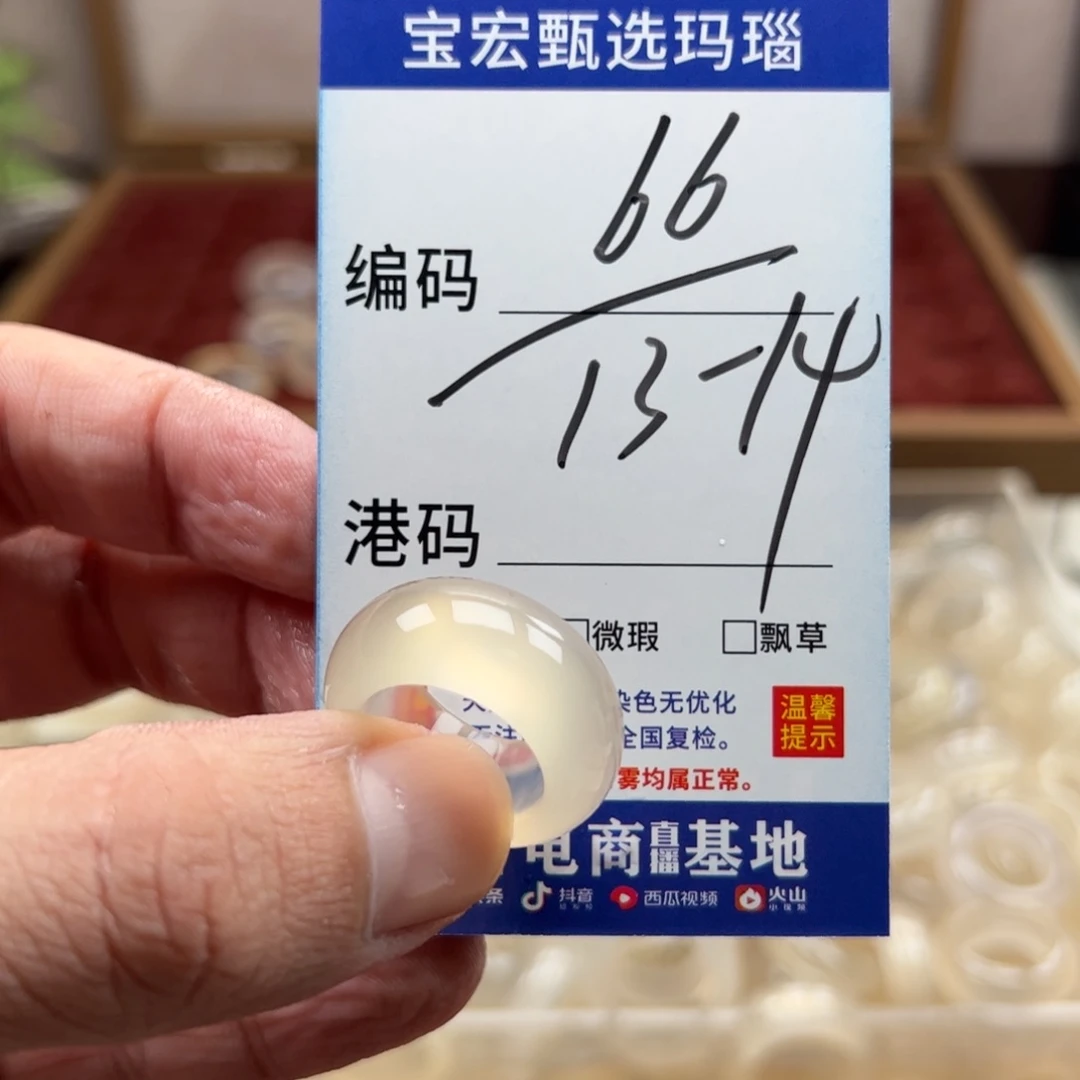 宝宏甄选玛瑙
66
编码
13-14
港码
微瑕 飘草
染色无优化 温馨
全国复检。 提示
雾均属正常。
电商直播基地
条 抖音 西瓜视频 火山